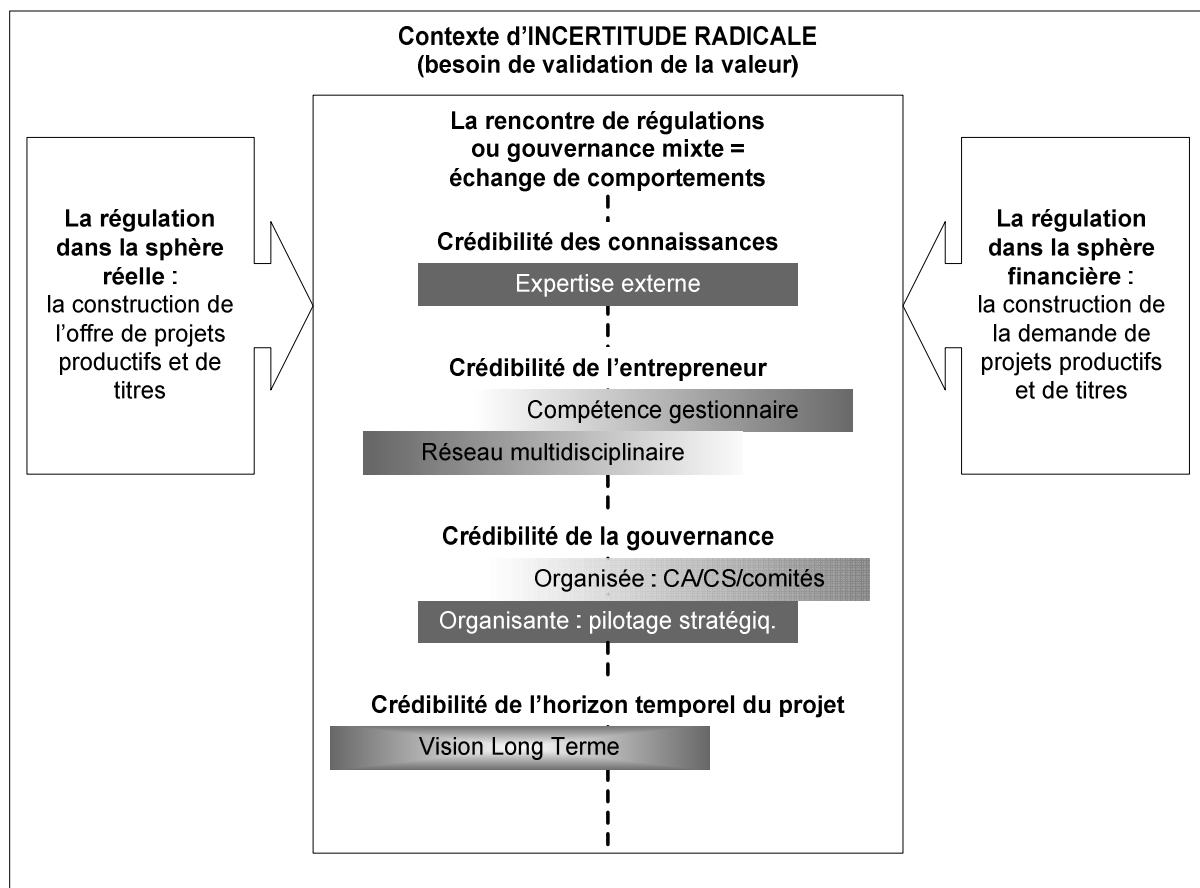 Contexte d’INCERTITUDE RADICALE
(besoin de validation de la valeur)
La régulation
dans la sphère
réelle :
la construction de
l’offre de projets
productifs et de
titres
La rencontre de régulations
ou gouvernance mixte =
échange de comportements
Crédibilité des connaissances
Expertise externe
Crédibilité de l’entrepreneur
Compétence gestionnaire
Réseau multidisciplinaire
Crédibilité de la gouvernance
Organisée : CA/CS/comités
Organisante : pilotage stratégiq.
Crédibilité de l’horizon temporel du projet
Vision Long Terme
La régulation
dans la sphère
financière :
la construction de
la demande de
projets productifs
et de titres